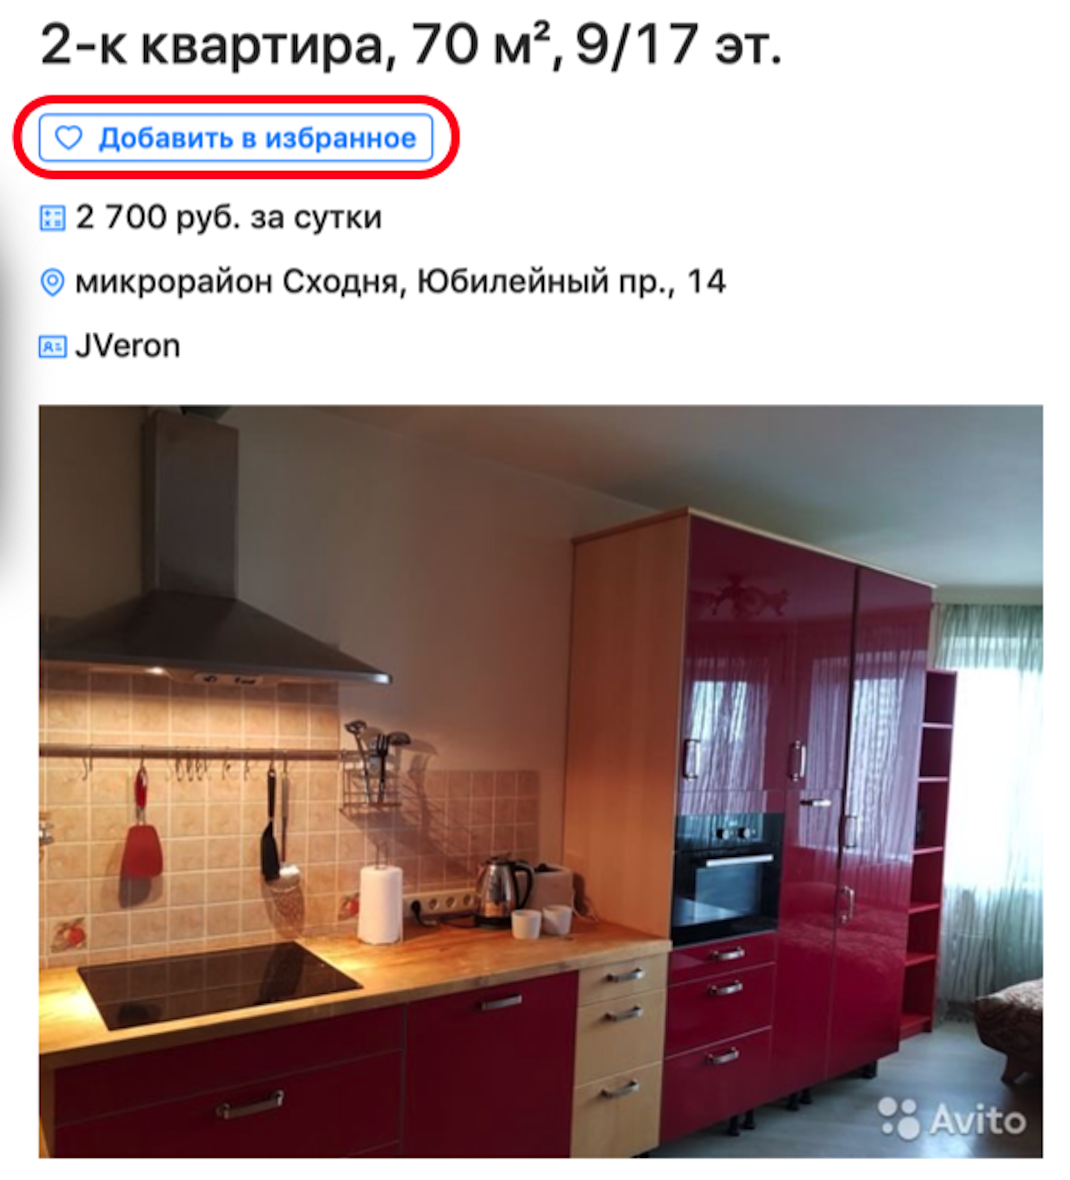 2-к квартира, 70 м², 9/17 эт.
Добавить в избранное
2 700 руб. за сутки
микрорайон Сходня, Юбилейный пр., 14
JVeron
Avito